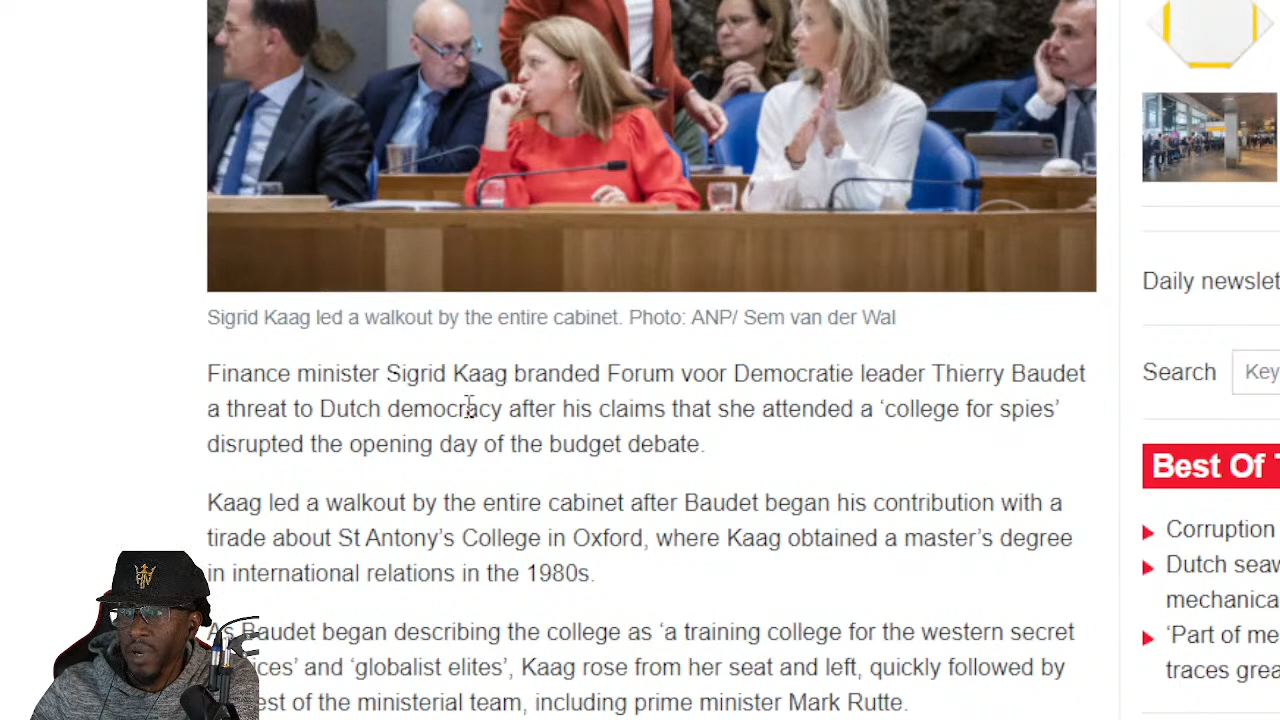 Sigrid Kaag led a walkout by the entire cabinet. Photo: ANP/ Sem van der Wal
Finance minister Sigrid Kaag branded Forum voor Democratie leader Thierry Baudet
a threat to Dutch democracy after his claims that she attended a ‘college for spies’
disrupted the opening day of the budget debate.
Kaag led a walkout by the entire cabinet after Baudet began his contribution with a
tirade about St Antony’s College in Oxford, where Kaag obtained a master’s degree
in international relations in the 1980s.
As Baudet began describing the college as ‘a training college for the western secret
ices’ and ‘globalist elites’, Kaag rose from her seat and left, quickly followed by
est of the ministerial team, including prime minister Mark Rutte.
Daily newslet
Search
Key
Best Of
Corruption
Dutch seaw
mechanica
‘Part of me
traces grea